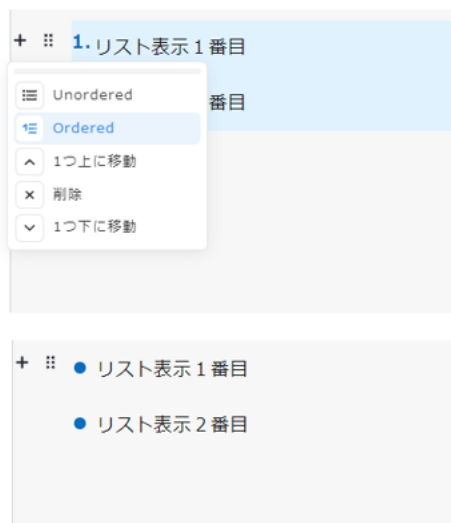 1. リスト表示１番目
番目
Unordered
Ordered
1つ上に移動
削除
1つ下に移動
リスト表示１番目
リスト表示２番目